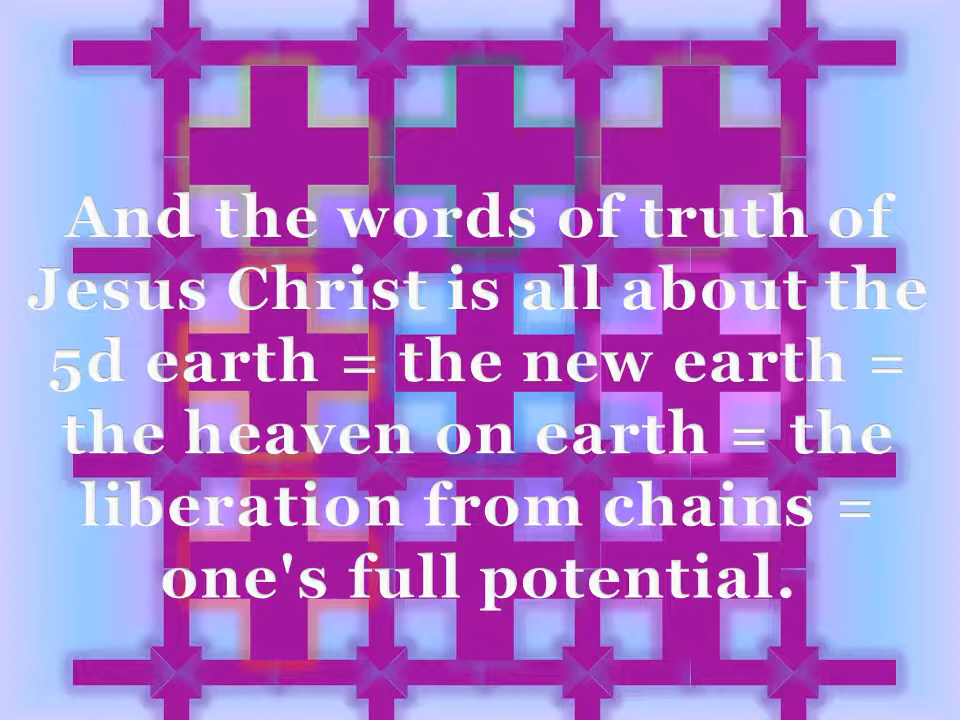 And the words of truth of
Jesus Christ is all about the
5d earth = the new earth =
the heaven on earth = the
liberation from chains =
one's full potential.